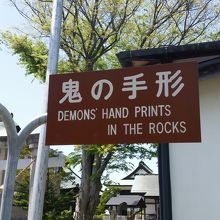 鬼の手形
DEMONS' HAND PRINTS
IN THE ROCKS